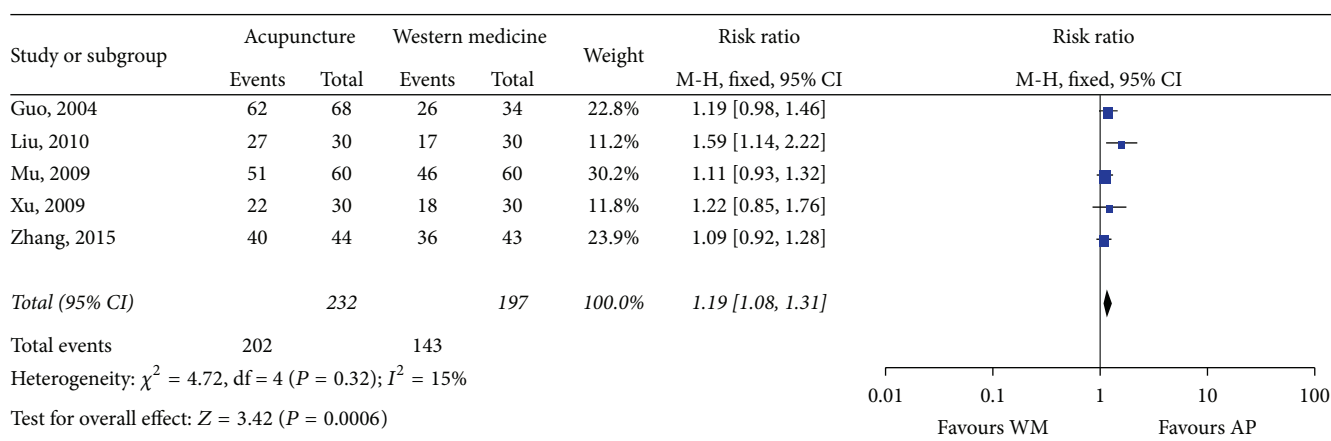 Study or subgroup Acupuncture Western medicine Weight Risk ratio Risk ratio
Events Total Events Total M-H, fixed, 95% CI M-H, fixed, 95% CI
Guo, 2004 62 68 26 34 22.8% 1.19 [0.98, 1.46]
Liu, 2010 27 30 17 30 11.2% 1.59 [1.14, 2.22]
Mu, 2009 51 60 46 60 30.2% 1.11 [0.93, 1.32]
Xu, 2009 22 30 18 30 11.8% 1.22 [0.85, 1.76]
Zhang, 2015 40 44 36 43 23.9% 1.09 [0.92, 1.28]
Total (95% CI) 232 197 100.0% 1.19 [1.08, 1.31]
Total events 202 143
Heterogeneity: χ² = 4.72, df = 4 (P = 0.32); I² = 15%
Test for overall effect: Z = 3.42 (P = 0.0006)
0.01 0.1 1 10 100
Favours WM Favours AP